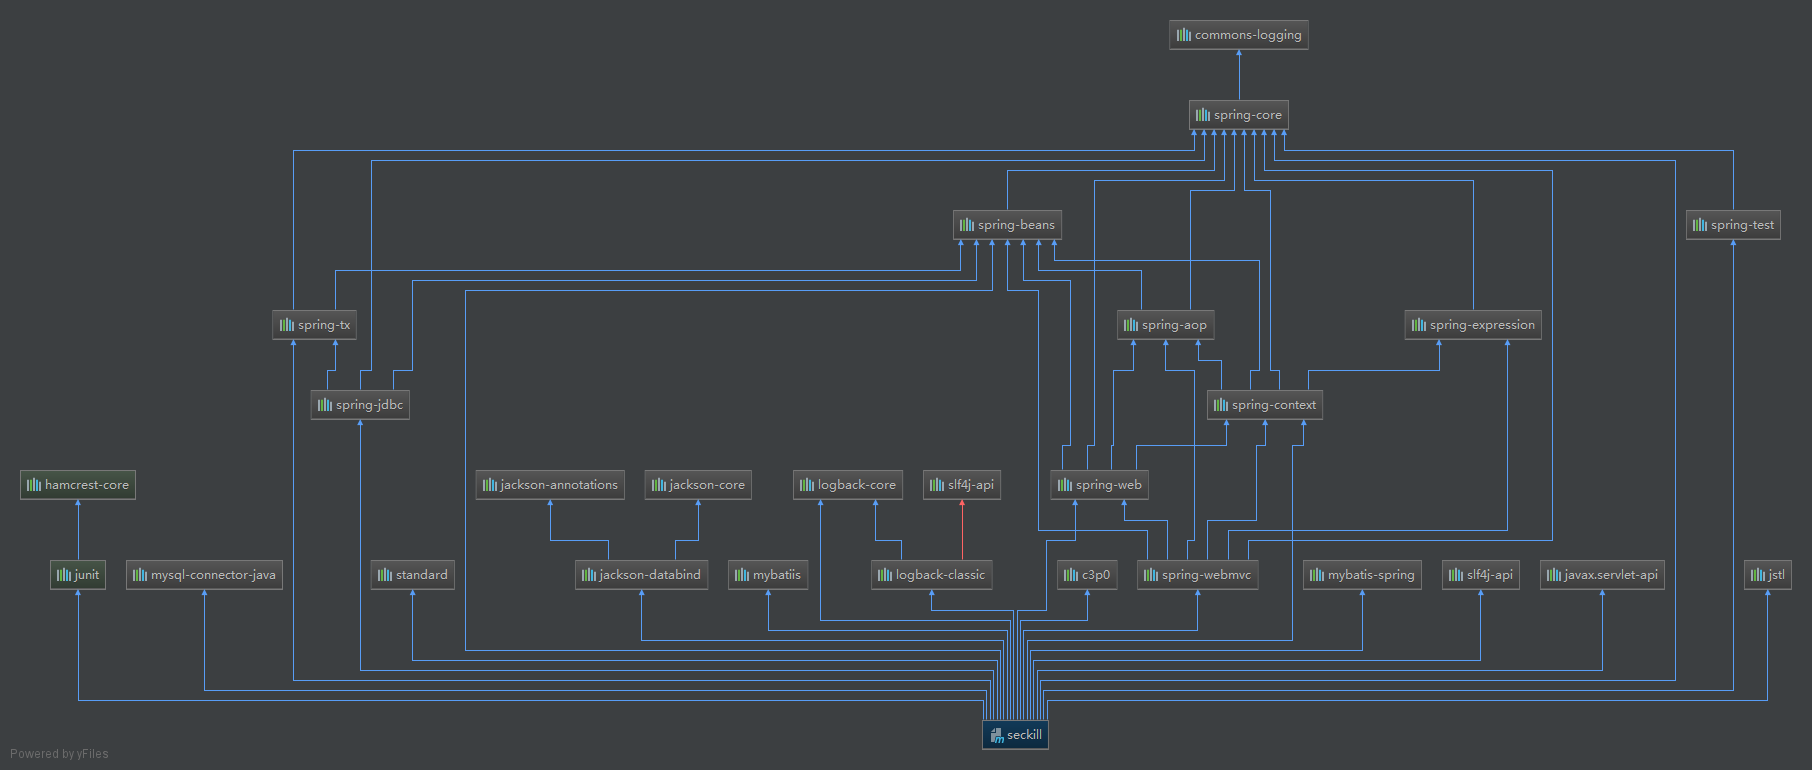 commons-logging
spring-core
spring-beans
spring-test
spring-tx
spring-aop
spring-expression
spring-jdbc
spring-context
hamcrest-core
jackson-annotations
jackson-core
logback-core
slf4j-api
spring-web
junit
mysql-connector-java
standard
jackson-databind
mybatiis
logback-classic
c3p0
spring-webmvc
mybatis-spring
slf4j-api
javax.servlet-api
jstl
seckill
Powered by yFiles